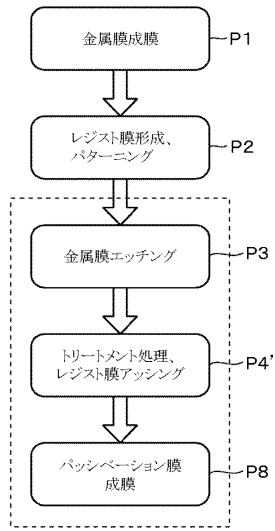 金属膜成膜
P1
レジスト膜形成、
パターニング
P2
金属膜エッチング
P3
トリートメント処理、
レジスト膜アッシング
P4'
パッシベーション膜
成膜
P8